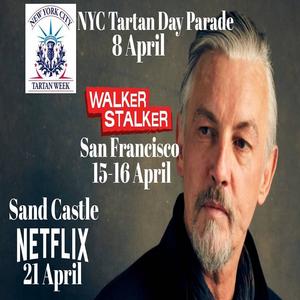 NEW YORK CITY
TARTAN WEEK
NYC Tartan Day Parade
8 April
WALKER
STALKER
San Francisco
15-16 April
Sand Castle
NETFLIX
21 April